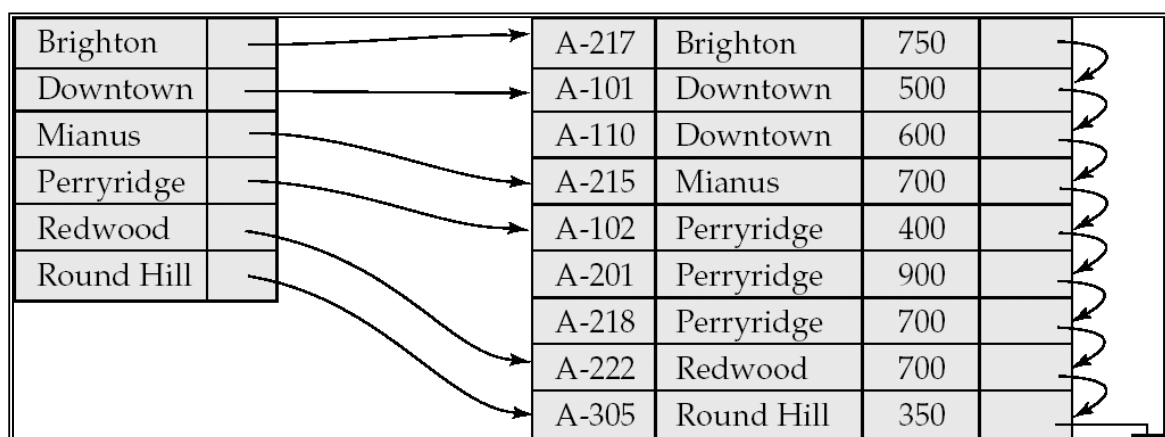 Brighton
Downtown
Mianus
Perryridge
Redwood
Round Hill
A-217 Brighton 750
A-101 Downtown 500
A-110 Downtown 600
A-215 Mianus 700
A-102 Perryridge 400
A-201 Perryridge 900
A-218 Perryridge 700
A-222 Redwood 700
A-305 Round Hill 350